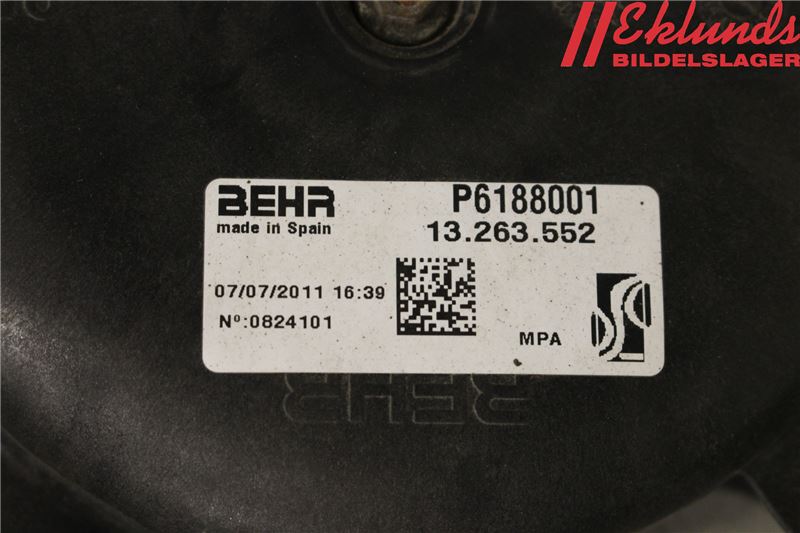 Eklunds
BILDELSLAGER
BEHR
P6188001
made in Spain
13.263.552
07/07/2011 16:39
Nº:0824101
MPA
BEHR